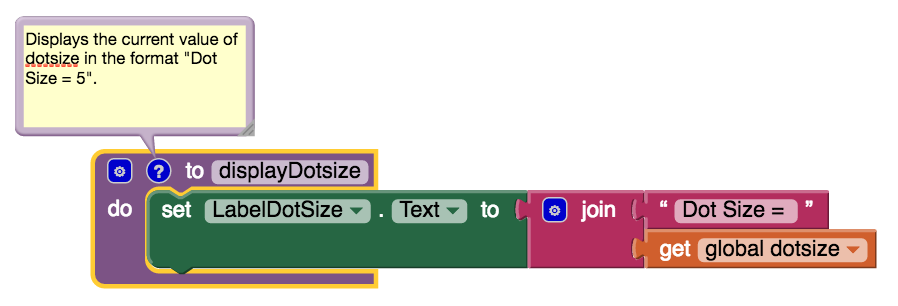 Displays the current value of
dotsize in the format "Dot
Size = 5".
? to displayDotsize
do set LabelDotSize . Text to join “ Dot Size = ”
get global dotsize